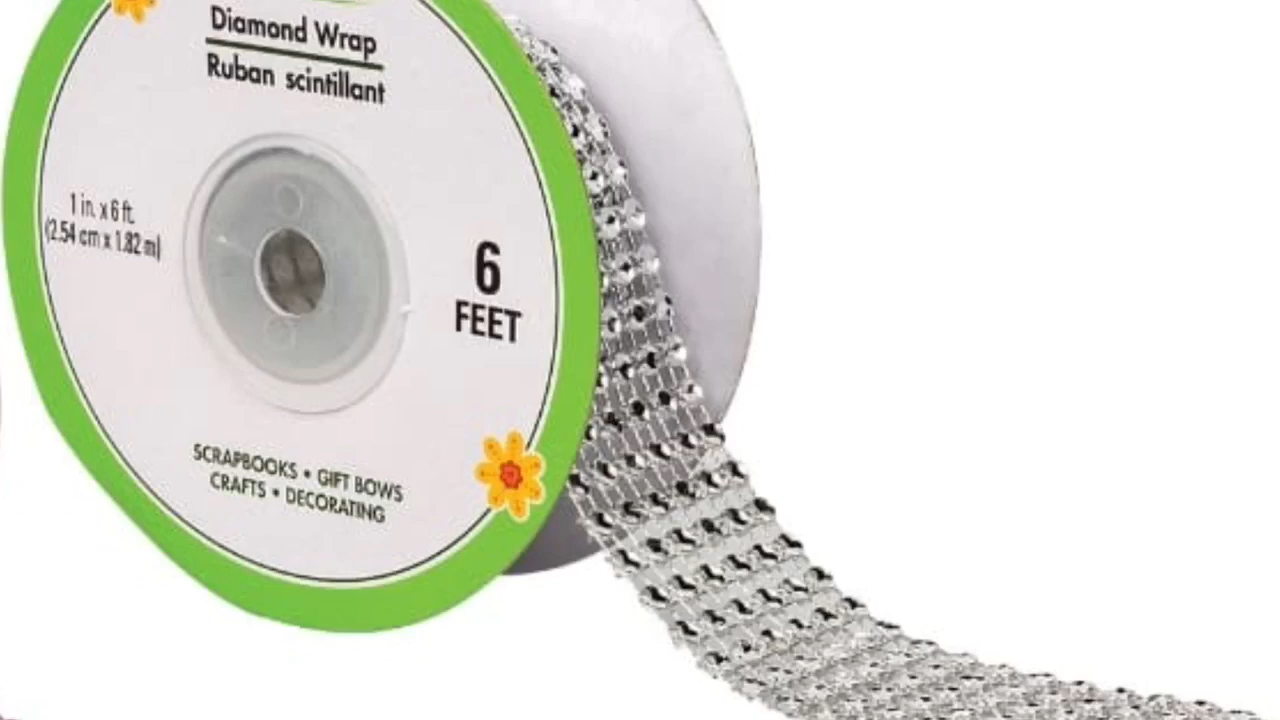 Diamond Wrap
Ruban scintillant
1 in. x 6 ft.
(2.54 cm x 1.82 m)
6
FEET
SCRAPBOOKS • GIFT BOWS
CRAFTS • DECORATING